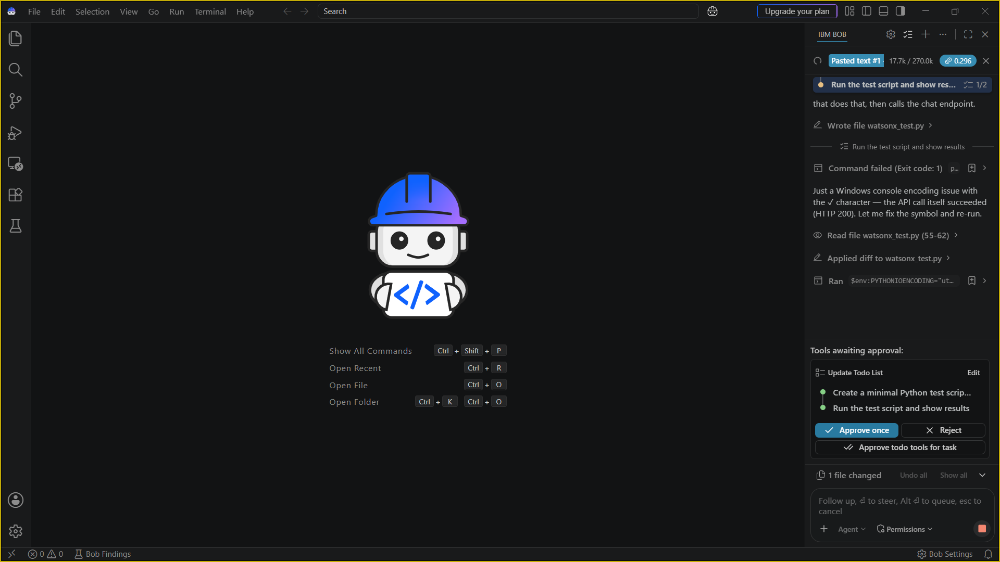 File Edit Selection View Go Run Terminal Help
Search
Upgrade your plan
IBM BOB
Pasted text #1
17.7k / 270.0k
0.296
Run the test script and show res...
1/2
that does that, then calls the chat endpoint.
Wrote file watsonx_test.py
Run the test script and show results
Command failed (Exit code: 1) p...
Just a Windows console encoding issue with
the ✓ character — the API call itself succeeded
(HTTP 200). Let me fix the symbol and re-run.
Read file watsonx_test.py (55-62)
Applied diff to watsonx_test.py
Ran $env:PYTHONIOENCODING="ut...
</>
Show All Commands Ctrl + Shift + P
Open Recent Ctrl + R
Open File Ctrl + O
Open Folder Ctrl + K Ctrl + O
Tools awaiting approval:
Update Todo List Edit
Create a minimal Python test scrip...
Run the test script and show results
Approve once
Reject
Approve todo tools for task
1 file changed Undo all Show all
Follow up, ⏎ to steer, Alt ⏎ to queue, esc to
cancel
Agent Permissions
0 0 Bob Findings
Bob Settings